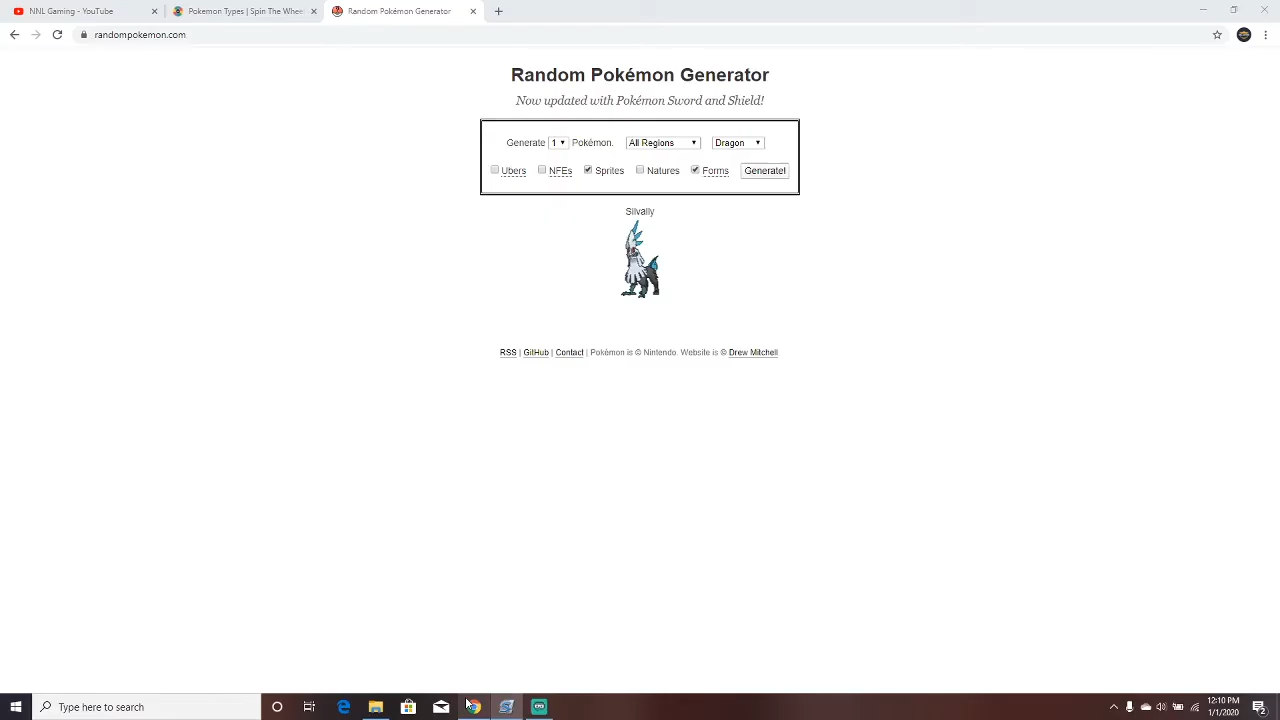 NNL Gaming - YouTube
Pokemon Types | Spin The Whee
Random Pokémon Generator
randompokemon.com
Random Pokémon Generator
Now updated with Pokémon Sword and Shield!
Generate 1 Pokémon. All Regions Dragon
Ubers NFEs Sprites Natures Forms Generate!
Silvally
RSS | GitHub | Contact | Pokémon is © Nintendo. Website is © Drew Mitchell.
Type here to search
12:10 PM
1/1/2020
2